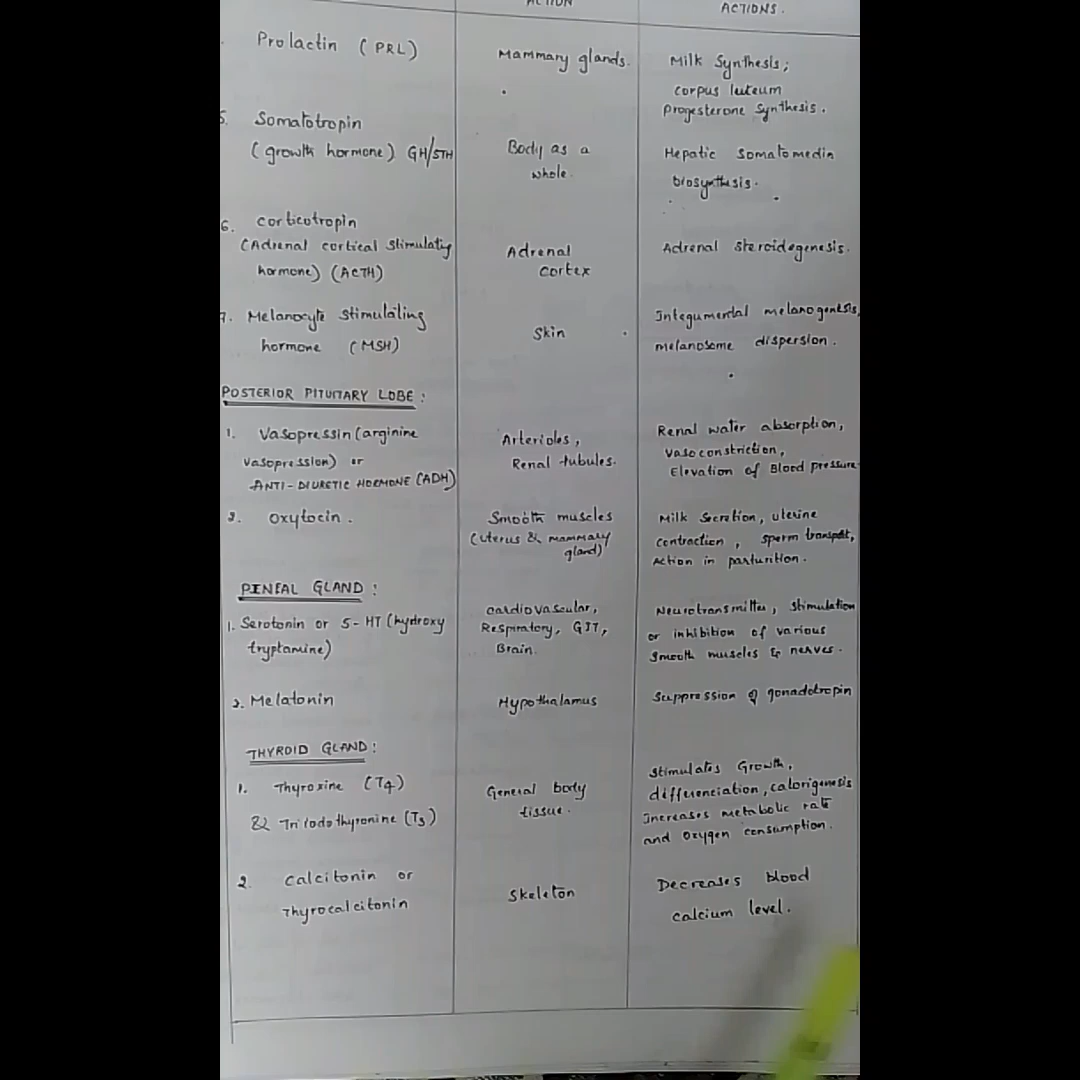 ACTION
ACTIONS.
Prolactin (PRL)
Mammary glands.
Milk Synthesis;
corpus luteum
Progesterone Synthesis.
5. Somatotropin
(growth hormone) GH/STH
Body as a
whole.
Hepatic Somatomedin
biosynthesis.
6. Corticotropin
(Adrenal cortical stimulating
hormone) (ACTH)
Adrenal
cortex
Adrenal steroidegenesis.
7. Melanocyte stimulating
hormone (MSH)
Skin
Integumerdal melanogenesis,
melanosome dispersion.
POSTERIOR PITUITARY LOBE:
1. Vasopressin (arginine
vasopression) or
ANTI-DIURETIC HORMONE (ADH)
Arterioles,
Renal tubules.
Renal water absorption,
vasoconstriction,
Elevation of Blood pressure
2. Oxytocin.
Smooth muscles
(uterus & mammary
gland)
Milk Secretion, uterine
contraction, sperm transport,
Action in parturition.
PINEAL GLAND:
1. Serotonin or 5-HT (hydroxy
tryptamine)
Cardiovascular,
Respiratory, GIT,
Brain.
Neurotransmitter, stimulation
or inhibition of various
smooth muscles & nerves.
2. Melatonin
Hypothalamus
Suppression of gonadotropin
THYROID GLAND:
1. Thyroxine (T4)
& Triiodothyronine (T3)
General body
tissue.
Stimulates Growth,
differenciation, calorigenesis
Increases metabolic rate
and Oxygen consumption.
2. Calcitonin or
Thyrocalcitonin
Skeleton
Decreases blood
calcium level.